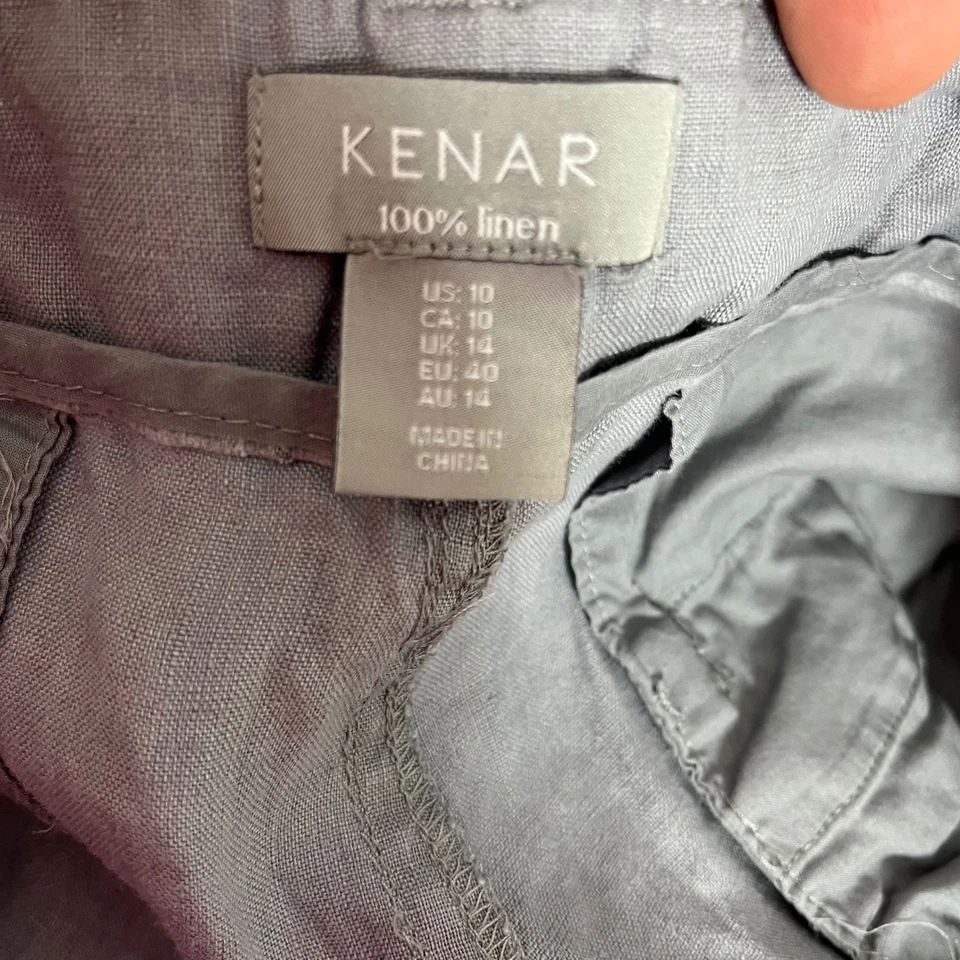 KENAR
100% linen
US: 10
CA: 10
UK: 14
EU: 40
AU: 14
MADE IN
CHINA